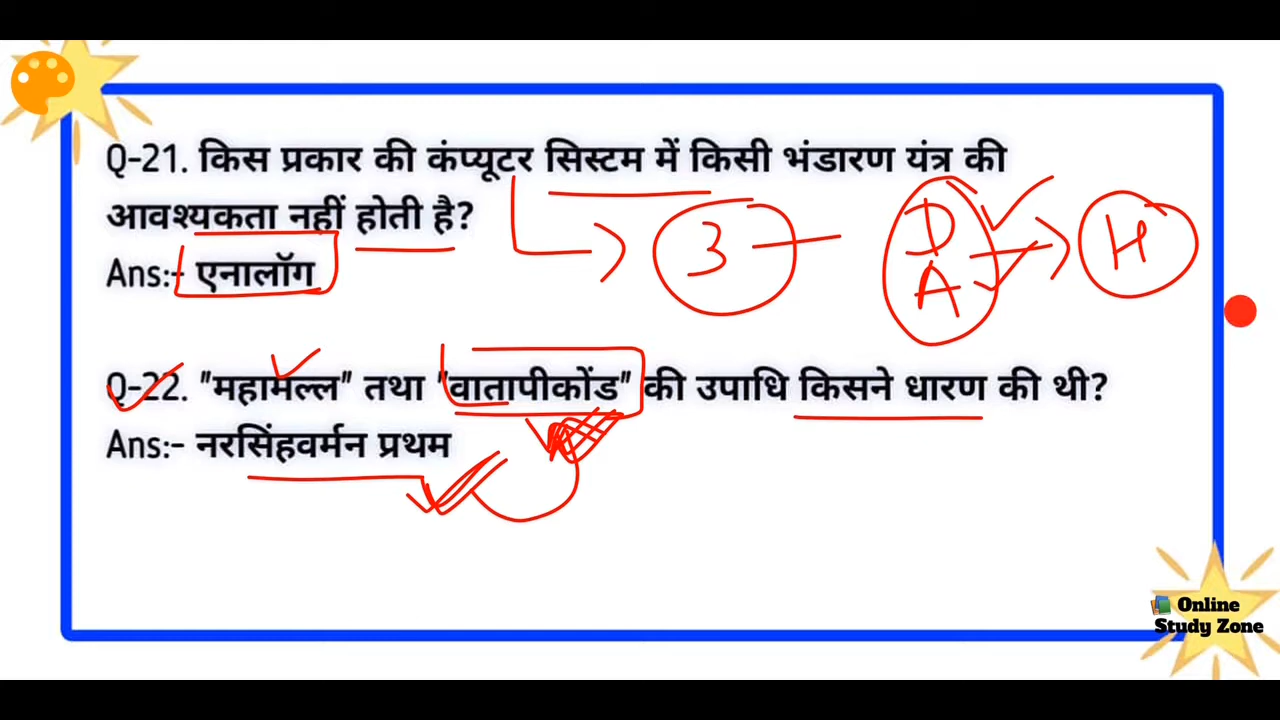 Q-21. किस प्रकार की कंप्यूटर सिस्टम में किसी भंडारण यंत्र की
आवश्यकता नहीं होती है?
Ans:- एनालॉग
3
D
A
H
Q-22. "महामल्ल" तथा "वातापीकोंड" की उपाधि किसने धारण की थी?
Ans:- नरसिंहवर्मन प्रथम
Online
Study Zone